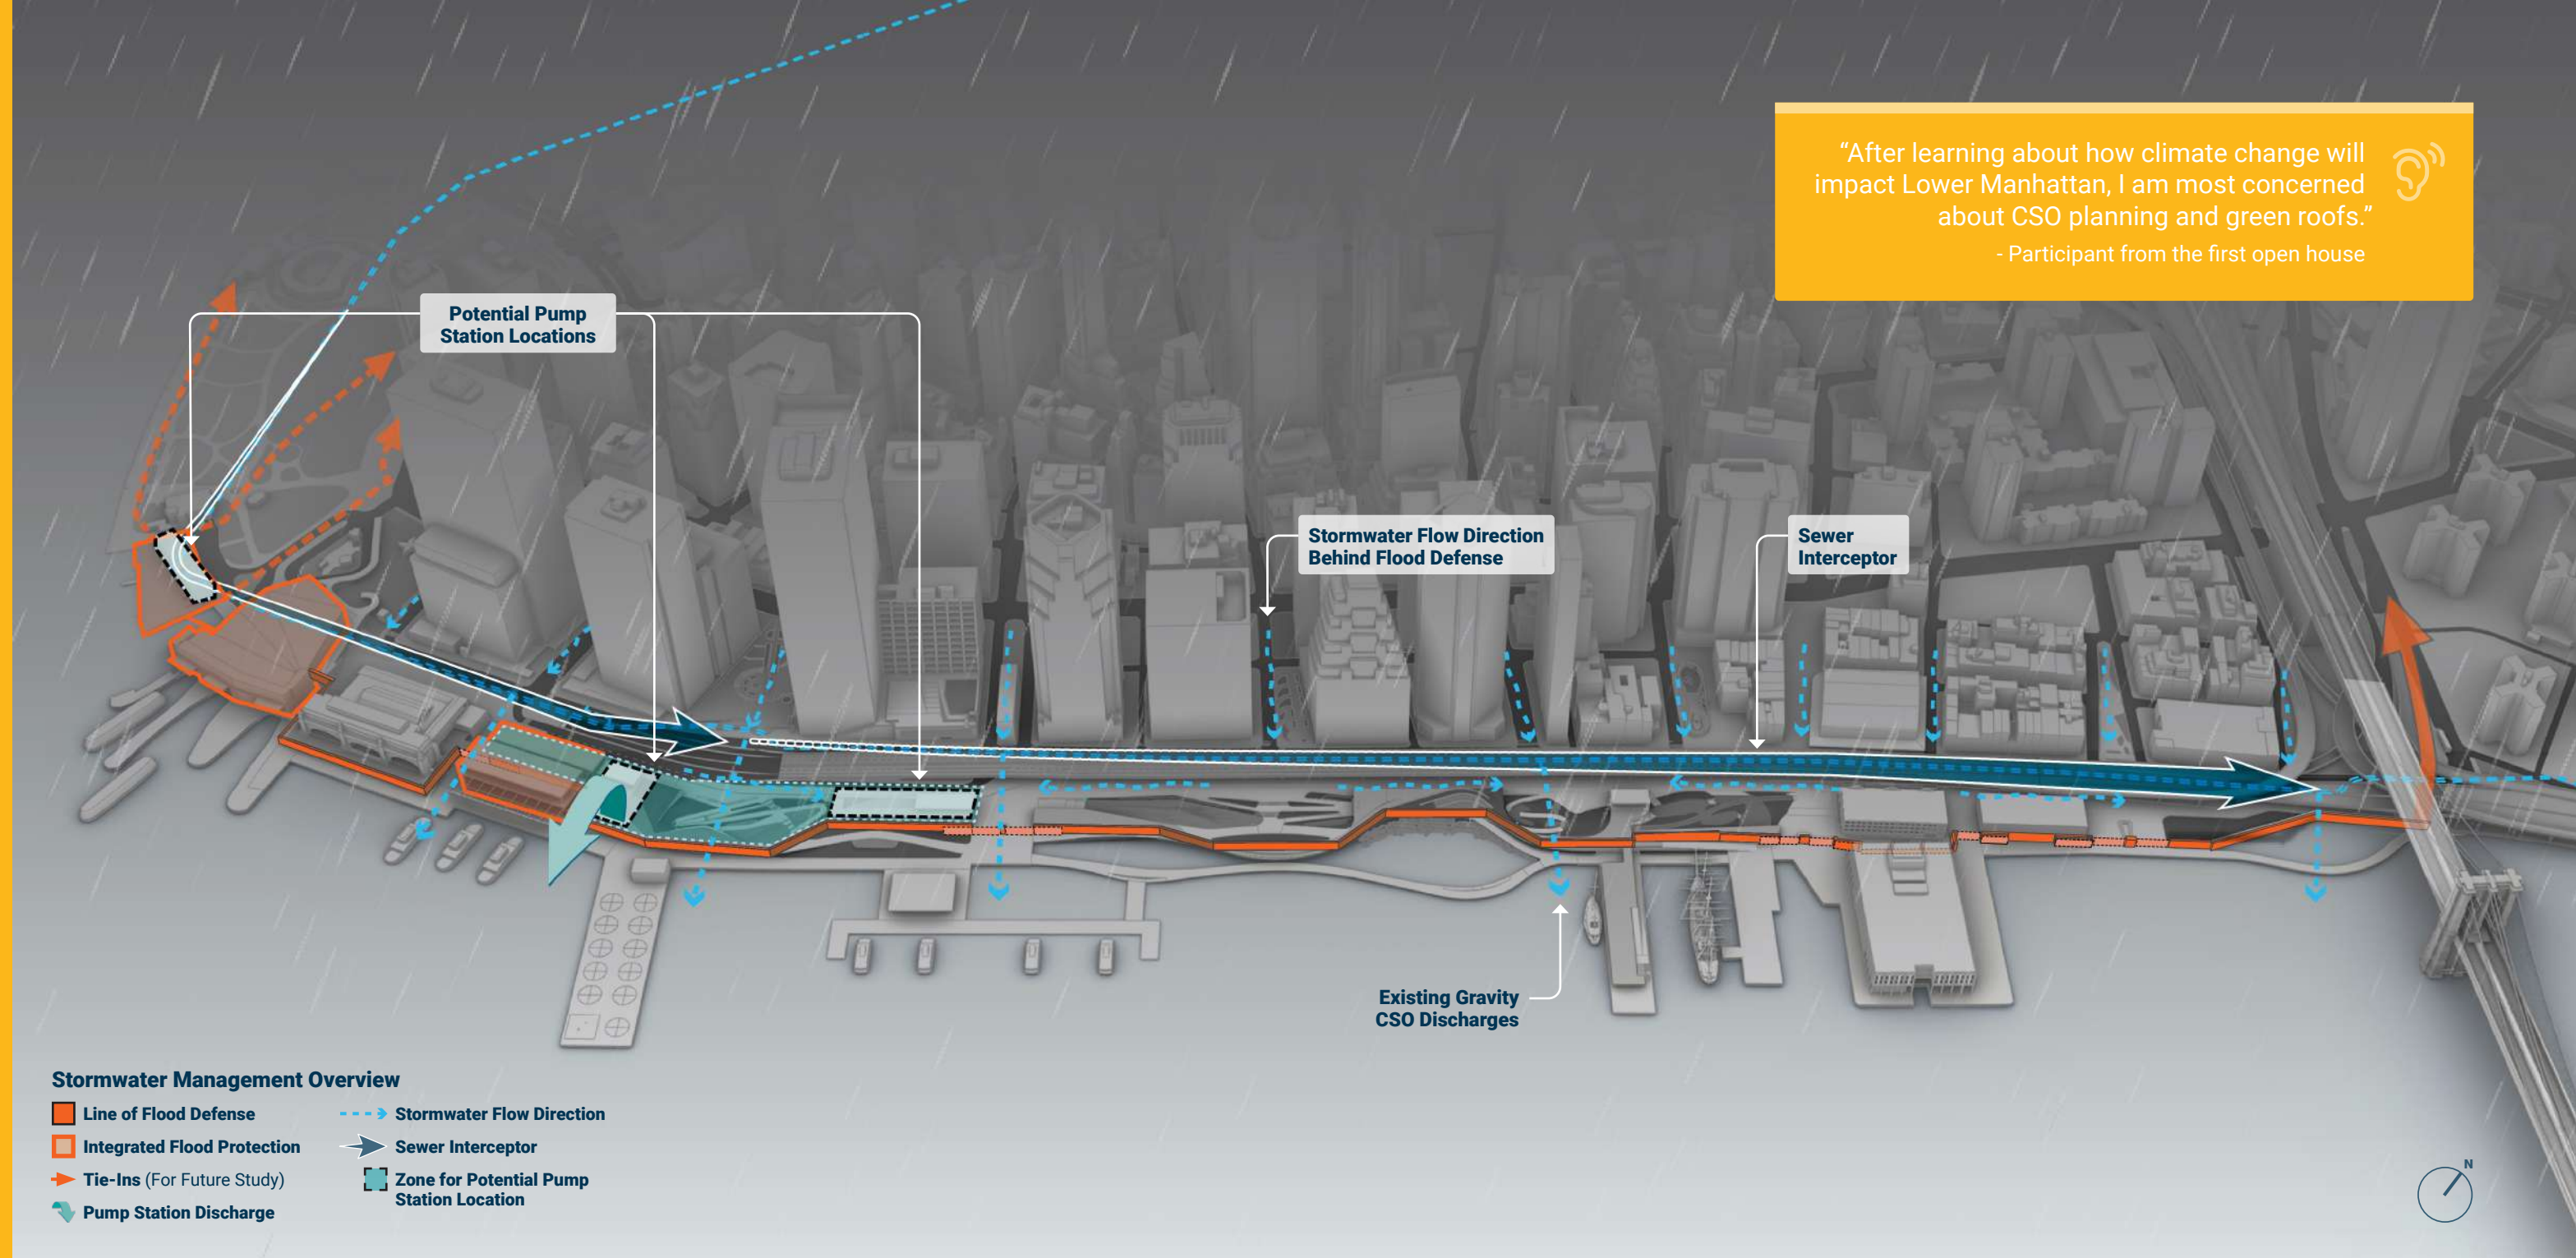 “After learning about how climate change will
impact Lower Manhattan, I am most concerned
about CSO planning and green roofs.”
- Participant from the first open house
Potential Pump
Station Locations
Stormwater Flow Direction
Behind Flood Defense
Sewer
Interceptor
Existing Gravity
CSO Discharges
Stormwater Management Overview
Line of Flood Defense
Integrated Flood Protection
Tie-Ins (For Future Study)
Pump Station Discharge
Stormwater Flow Direction
Sewer Interceptor
Zone for Potential Pump
Station Location
N